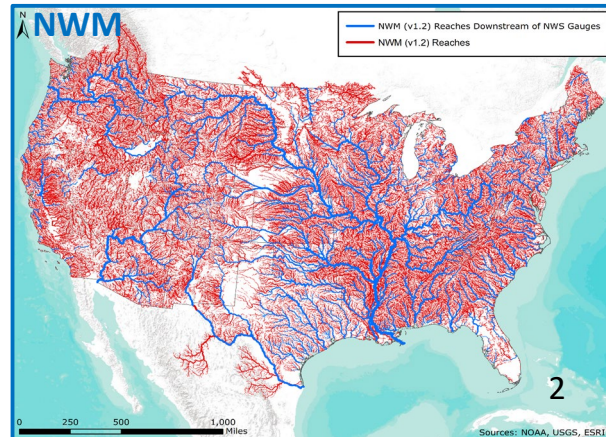 NWM
N
NWM (v1.2) Reaches Downstream of NWS Gauges
NWM (v1.2) Reaches
2
0 250 500 1,000
Miles
Sources: NOAA, USGS, ESRI